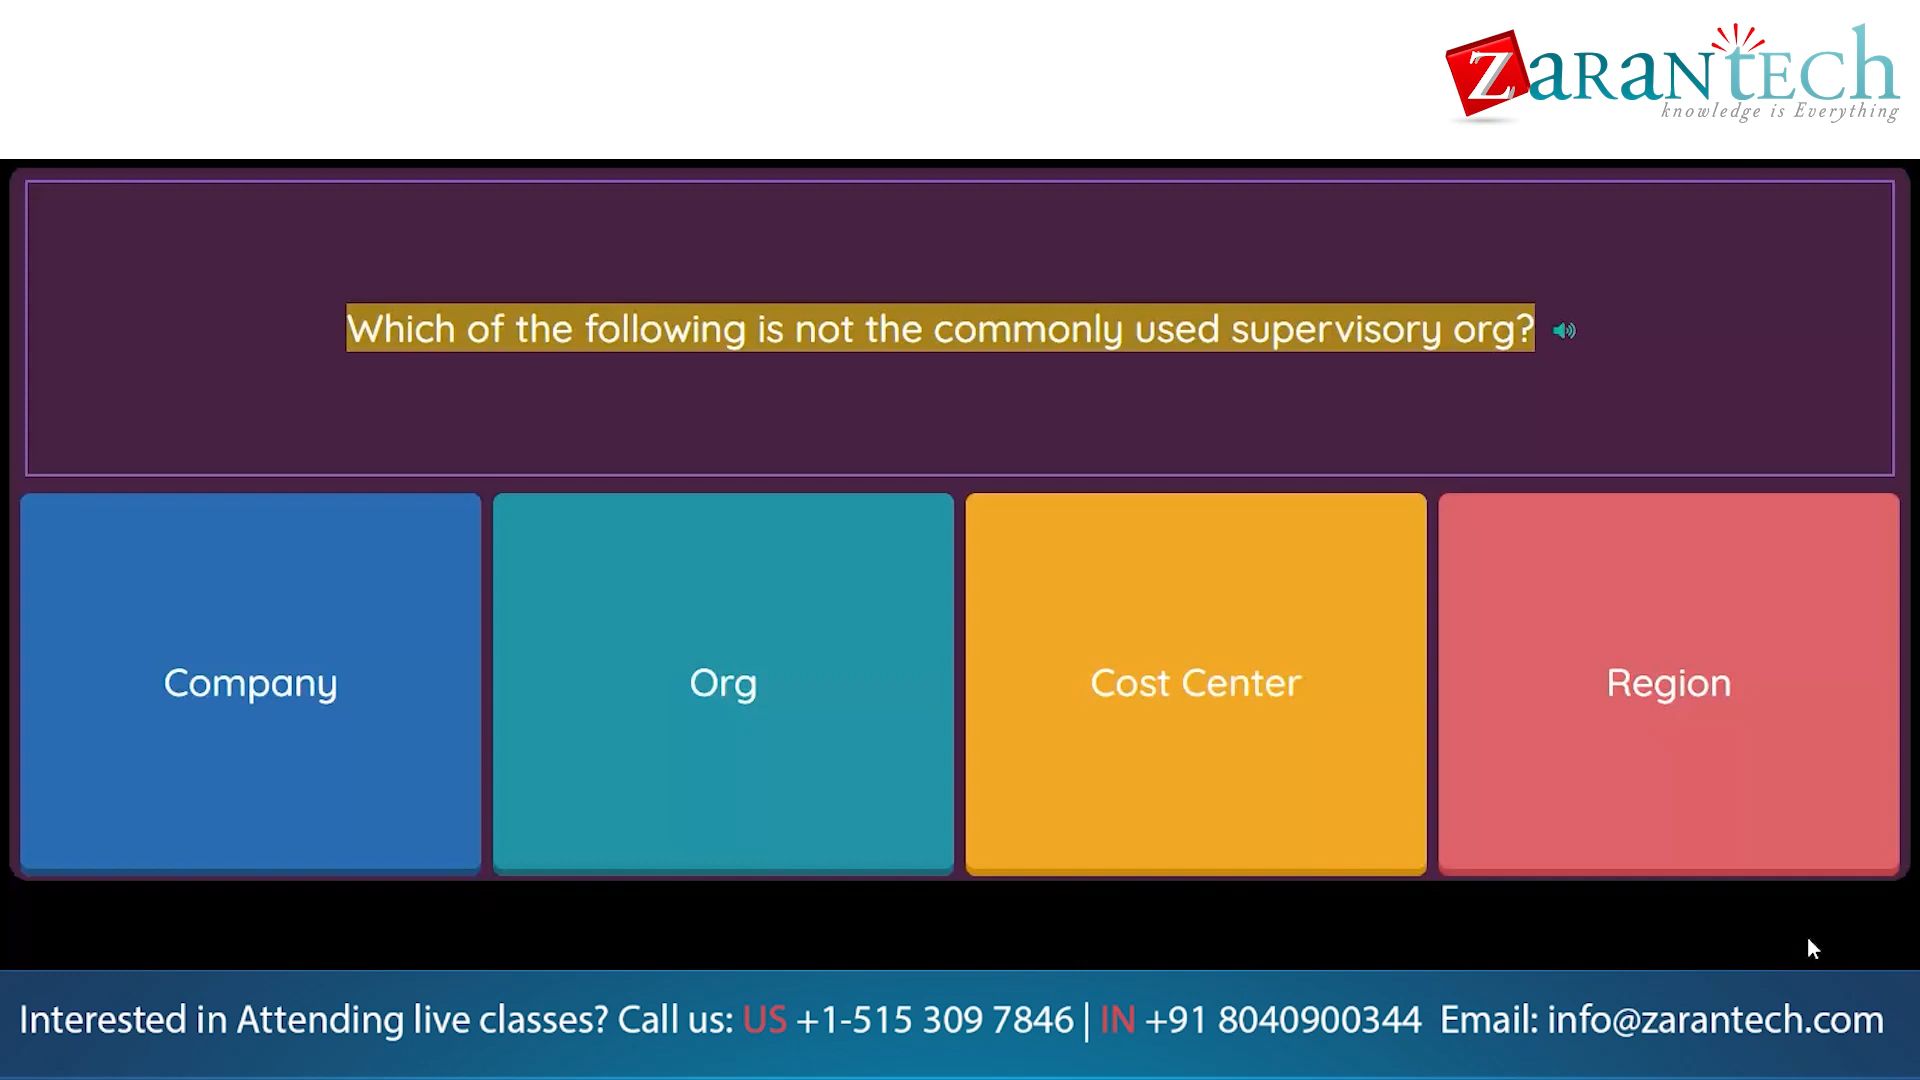 ZARANTECH
knowledge is Everything
Which of the following is not the commonly used supervisory org?
Company
Org
Cost Center
Region
Interested in Attending live classes? Call us: US +1-515 309 7846 | IN +91 8040900344 Email: info@zarantech.com